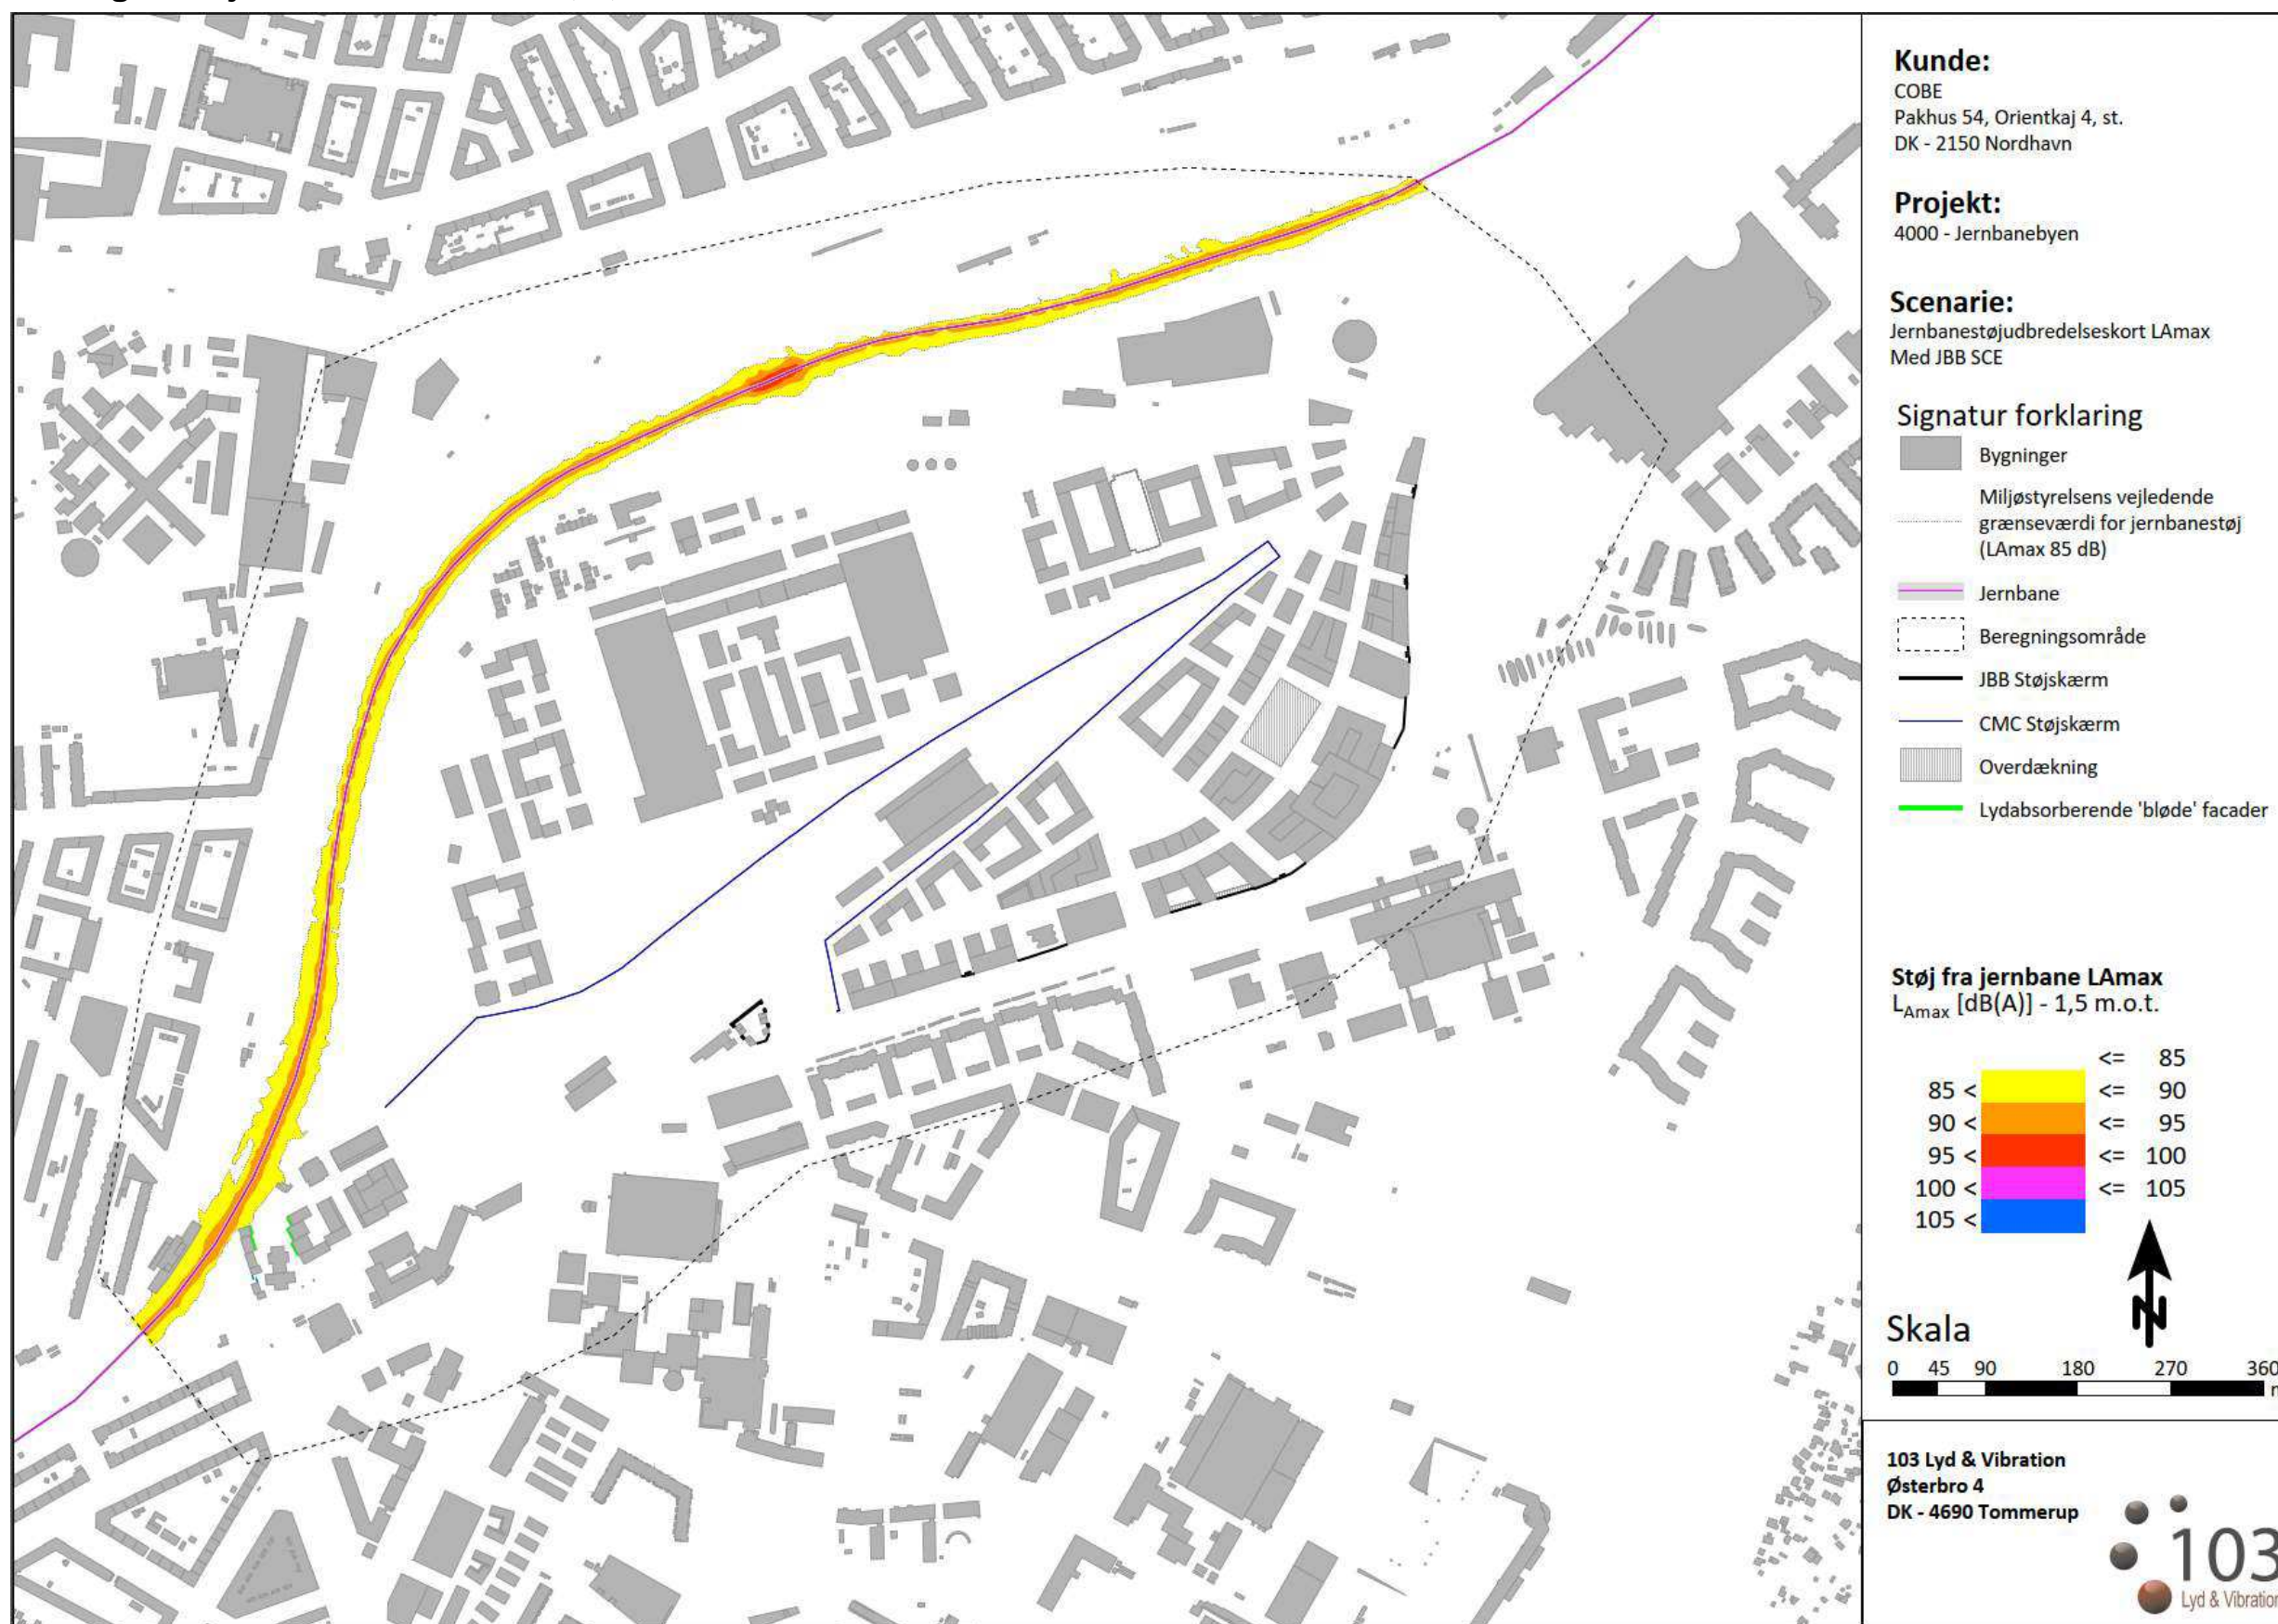 Kunde:
COBE
Pakhus 54, Orientkaj 4, st.
DK - 2150 Nordhavn
Projekt:
4000 - Jernbanebyen
Scenarie:
Jernbanestøjudbredelseskort LAmax
Med JBB SCE
Signatur forklaring
Bygninger
Miljøstyrelsens vejledende
grænseværdi for jernbanestøj
(LAmax 85 dB)
Jernbane
Beregningsområde
JBB Støjskærm
CMC Støjskærm
Overdækning
Lydabsorberende 'bløde' facader
Støj fra jernbane LAmax
LAmax [dB(A)] - 1,5 m.o.t.
<= 85
85 < <= 90
90 < <= 95
95 < <= 100
100 < <= 105
105 <
N
Skala
0 45 90 180 270 360
103 Lyd & Vibration
Østerbro 4
DK - 4690 Tommerup
103
Lyd & Vibration